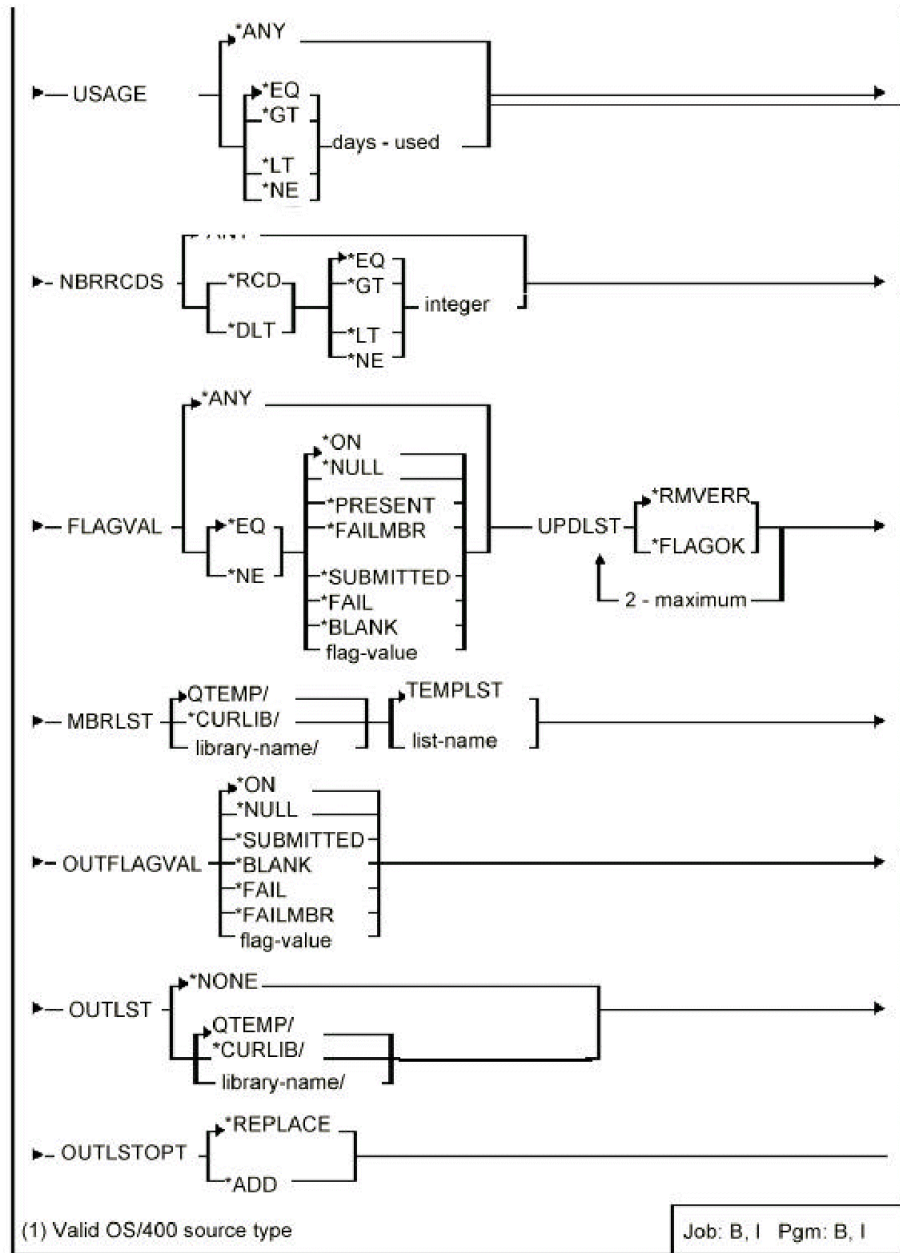 *ANY
USAGE
*EQ
*GT
days - used
*LT
*NE
*ANY
NBRRCDS
*RCD
*DLT
*EQ
*GT
integer
*LT
*NE
*ANY
FLAGVAL
*EQ
*NE
*ON
*NULL
*PRESENT
*FAILMBR
*SUBMITTED
*FAIL
*BLANK
flag-value
UPDLST
*RMVERR
*FLAGOK
2 - maximum
MBRLST
QTEMP/
*CURLIB/
library-name/
TEMPLST
list-name
OUTFLAGVAL
*ON
*NULL
*SUBMITTED
*BLANK
*FAIL
*FAILMBR
flag-value
OUTLST
*NONE
QTEMP/
*CURLIB/
library-name/
OUTLSTOPT
*REPLACE
*ADD
(1) Valid OS/400 source type
Job: B, I Pgm: B, I